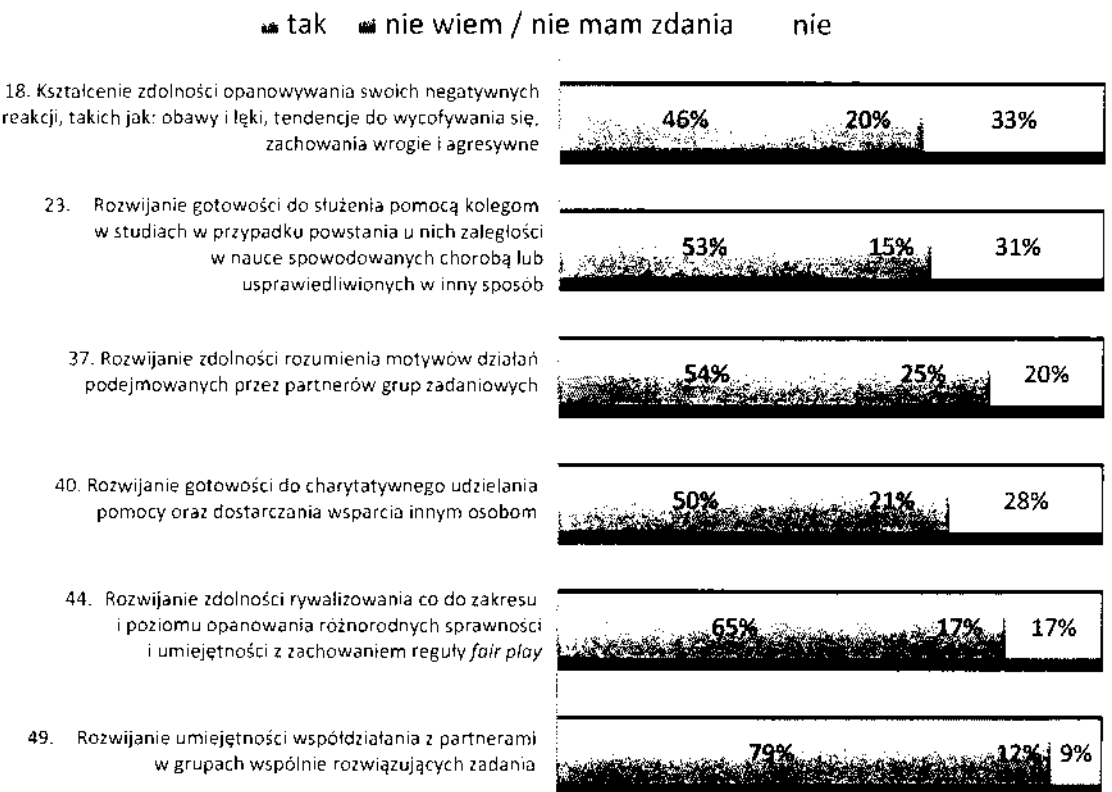 tak nie wiem / nie mam zdania nie
18. Kształcenie zdolności opanowywania swoich negatywnych
reakcji, takich jak: obawy i lęki, tendencje do wycofywania się,
zachowania wrogie i agresywne
46% 20% 33%
23. Rozwijanie gotowości do służenia pomocą kolegom
w studiach w przypadku powstania u nich zaległości
w nauce spowodowanych chorobą lub
usprawiedliwionych w inny sposób
53% 15% 31%
37. Rozwijanie zdolności rozumienia motywów działań
podejmowanych przez partnerów grup zadaniowych
54% 25% 20%
40. Rozwijanie gotowości do charytatywnego udzielania
pomocy oraz dostarczania wsparcia innym osobom
50% 21% 28%
44. Rozwijanie zdolności rywalizowania co do zakresu
i poziomu opanowania różnorodnych sprawności
i umiejętności z zachowaniem reguły fair play
65% 17% 17%
49. Rozwijanie umiejętności współdziałania z partnerami
w grupach wspólnie rozwiązujących zadania
79% 12% 9%